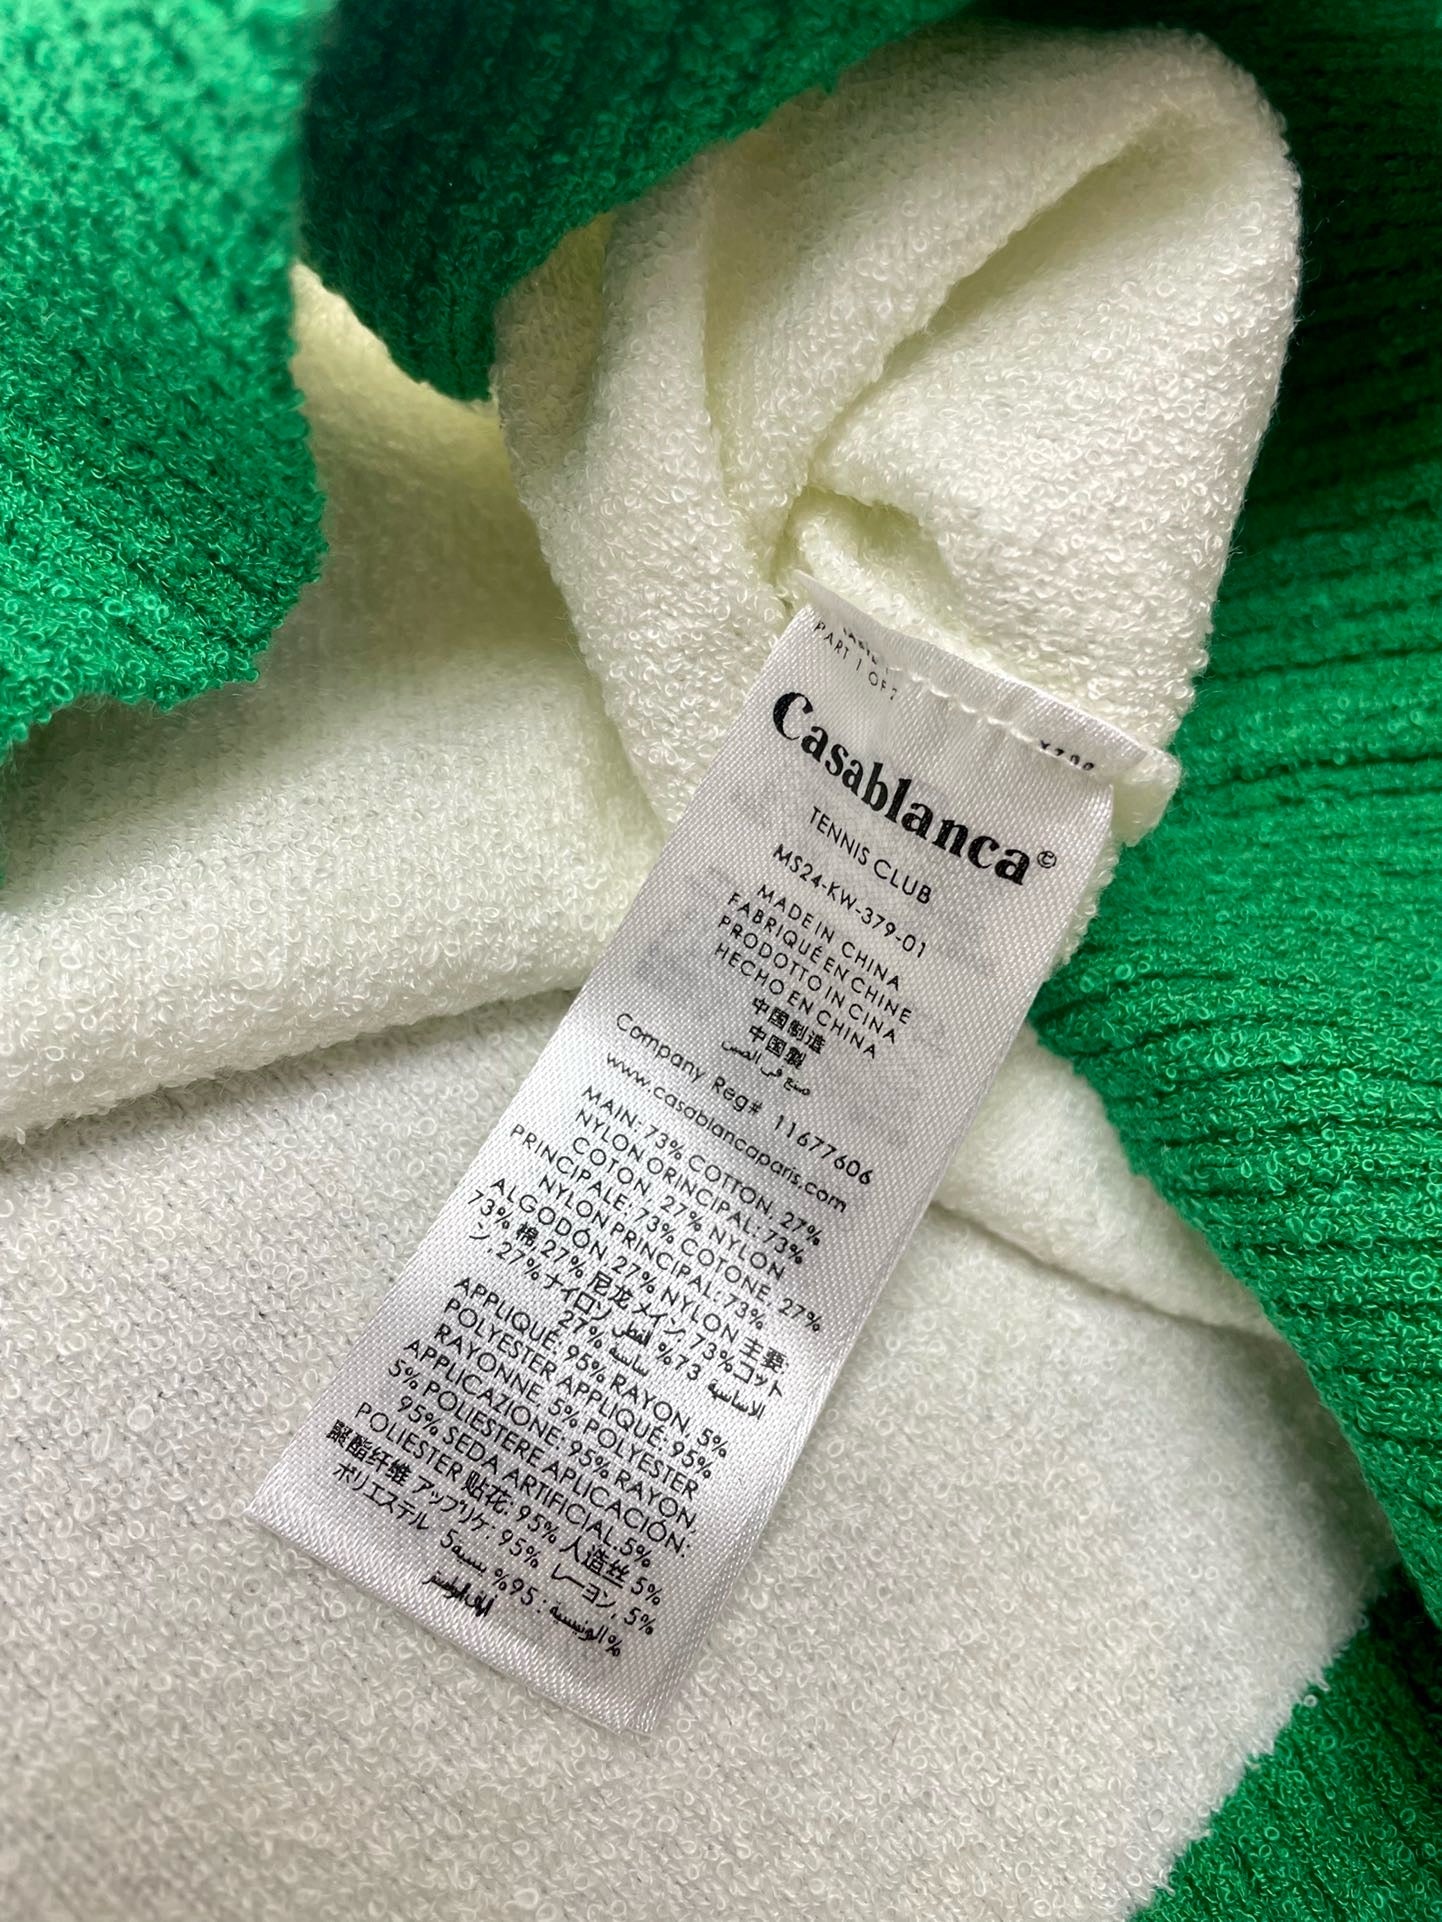 PART 1 OF 7
Casablanca©
TENNIS CLUB
MS24-KW-379-01
MADE IN CHINA
FABRIQUÉ EN CHINE
PRODOTTO IN CINA
HECHO EN CHINA
中国制造
中国製
صنع في الصين
Company Reg# 11677606
www.casablancaparis.com
MAIN: 73% COTTON, 27%
NYLON ORINCIPAL: 73%
COTON, 27% NYLON
PRINCIPALE: 73% COTONE, 27%
NYLON PRINCIPAL: 73%
ALGODÓN, 27% NYLON 主要:
73% 棉, 27% 尼龙 メイン, 73% コット
ン, 27% ナイロン
27%
APPLIQUÉ: 95% RAYON, 5%
POLYESTER APPLIQUÉ: 95%
RAYONNE, 5% POLYESTER
APPLICAZIONE: 95% RAYON,
5% POLIESTERE APLICACIÓN:
95% SEDA ARTIFICIAL, 5%
POLIESTER 贴花: 95% 人造丝 5%
聚酯纤维 アップリケ: 95% レーヨン, 5%
ポリエステル